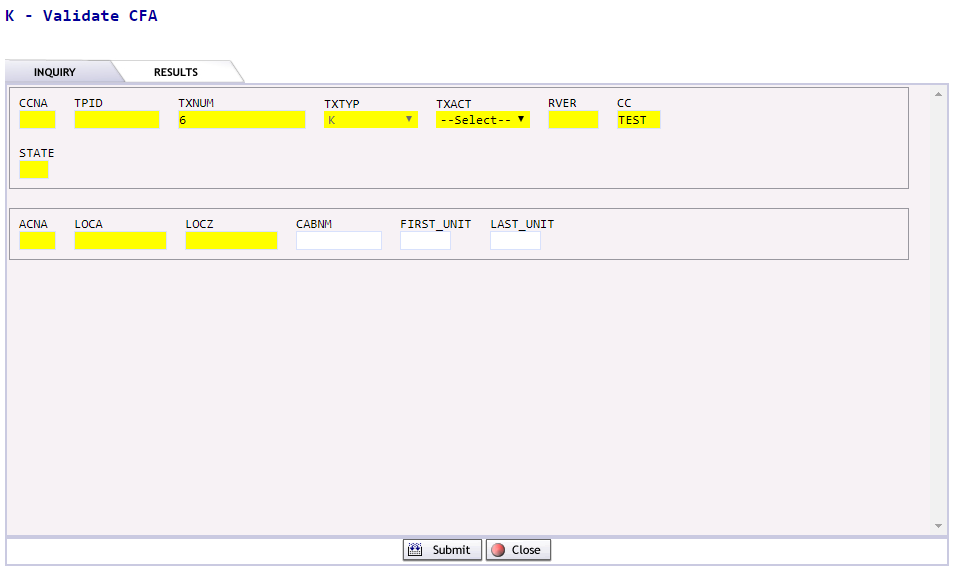 K - Validate CFA
INQUIRY RESULTS
CCNA TPID TXNUM TXTYP TXACT RVER CC
6 K --Select-- TEST
STATE
ACNA LOCA LOCZ CABNM FIRST_UNIT LAST_UNIT
Submit Close